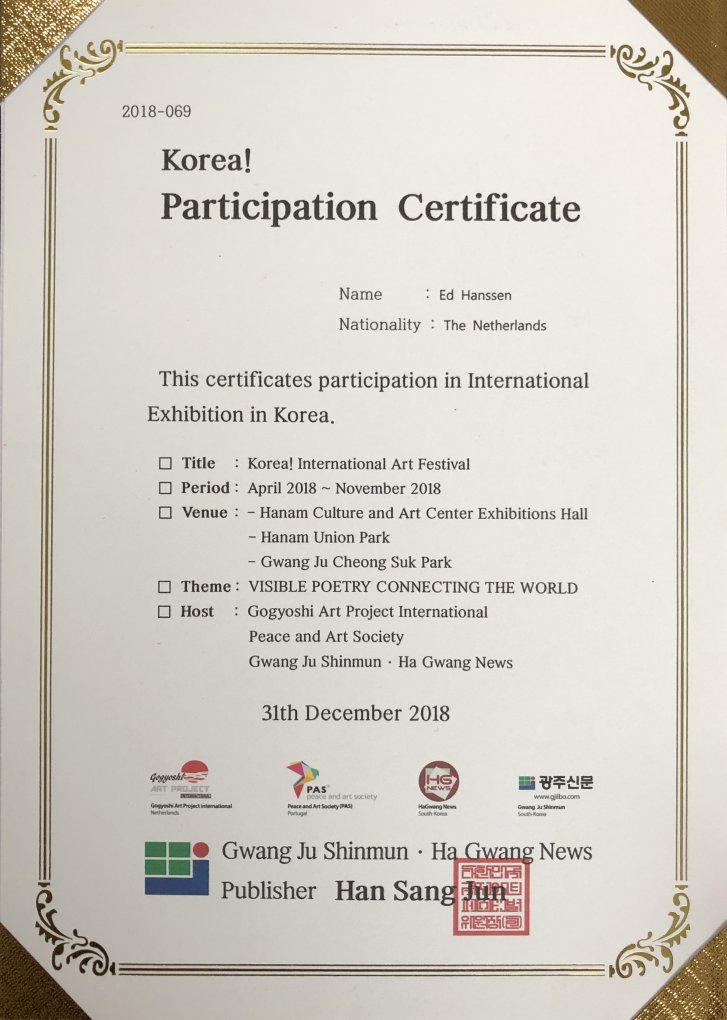 2018-069
Korea!
Participation Certificate
Name : Ed Hanssen
Nationality : The Netherlands
This certificates participation in International
Exhibition in Korea.
□ Title : Korea! International Art Festival
□ Period : April 2018 ~ November 2018
□ Venue : - Hanam Culture and Art Center Exhibitions Hall
- Hanam Union Park
- Gwang Ju Cheong Suk Park
□ Theme : VISIBLE POETRY CONNECTING THE WORLD
□ Host : Gogyoshi Art Project International
Peace and Art Society
Gwang Ju Shinmun · Ha Gwang News
31th December 2018
Gogyoshi
ART PROJECT
INTERNATIONAL
Gogyoshi Art Project international
Netherlands
PAS
peace and art society
Peace and Art Society (PAS)
Portugal
HG
NEWS
HaGwang News
South-Korea
광주신문
www.gjilbo.com
Gwang Ju Shinmun
South-Korea
Gwang Ju Shinmun · Ha Gwang News
Publisher Han Sang Jun